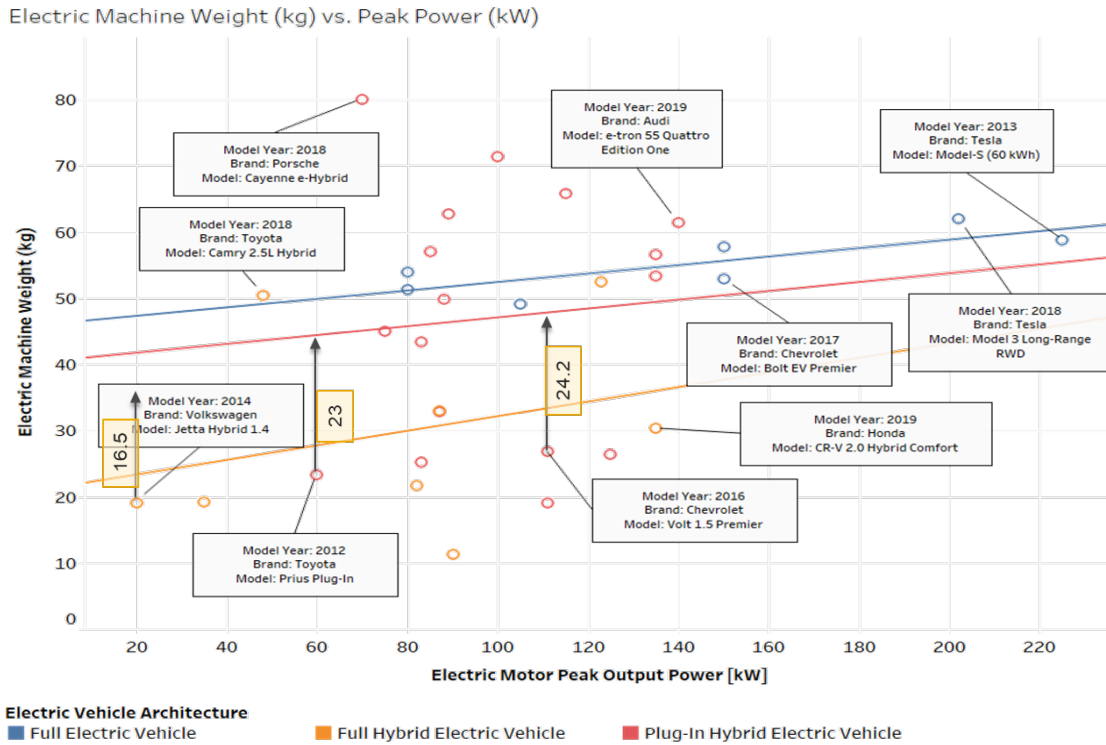 Electric Machine Weight (kg) vs. Peak Power (kW)
80
70
60
50
40
30
20
10
0
Electric Machine Weight (kg)
Model Year: 2018
Brand: Porsche
Model: Cayenne e-Hybrid
Model Year: 2019
Brand: Audi
Model: e-tron 55 Quattro
Edition One
Model Year: 2013
Brand: Tesla
Model: Model-S (60 kWh)
Model Year: 2018
Brand: Toyota
Model: Camry 2.5L Hybrid
Model Year: 2018
Brand: Tesla
Model: Model 3 Long-Range
RWD
Model Year: 2017
Brand: Chevrolet
Model: Bolt EV Premier
Model Year: 2014
Brand: Volkswagen
Model: Jetta Hybrid 1.4
16.5
23
24.2
Model Year: 2019
Brand: Honda
Model: CR-V 2.0 Hybrid Comfort
Model Year: 2016
Brand: Chevrolet
Model: Volt 1.5 Premier
Model Year: 2012
Brand: Toyota
Model: Prius Plug-In
20
40
60
80
100
120
140
160
180
200
220
Electric Motor Peak Output Power [kW]
Electric Vehicle Architecture
Full Electric Vehicle
Full Hybrid Electric Vehicle
Plug-In Hybrid Electric Vehicle